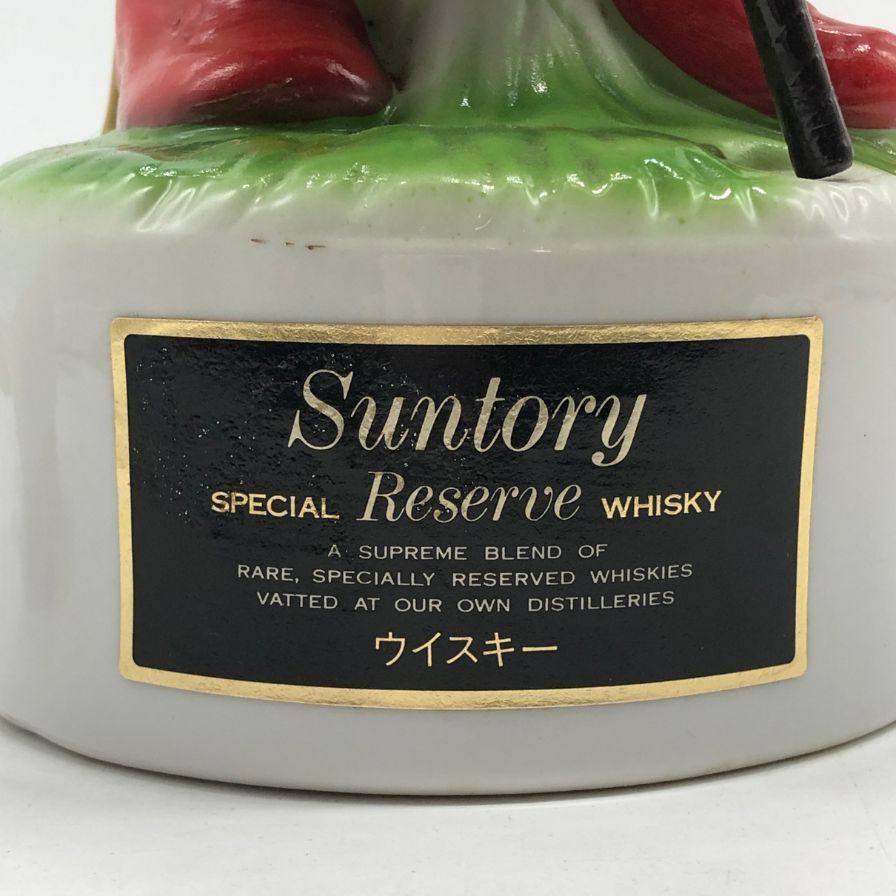 Suntory
SPECIAL Reserve WHISKY
A SUPREME BLEND OF
RARE, SPECIALLY RESERVED WHISKIES
VATTED AT OUR OWN DISTILLERIES
ウイスキー